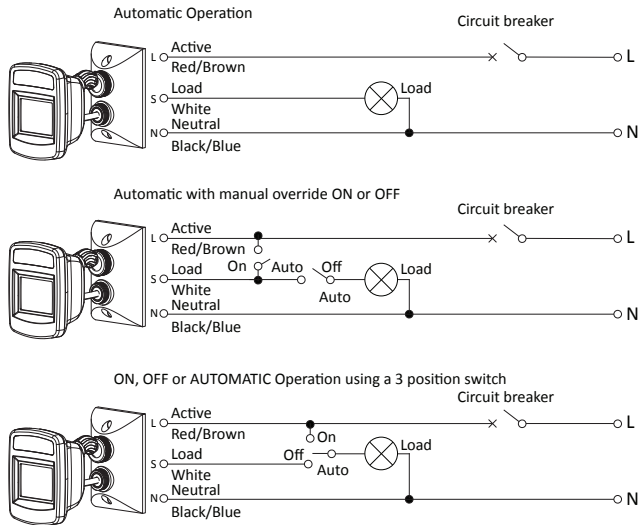 Automatic Operation
Circuit breaker
L Active L
Red/Brown
S Load Load
White
N Neutral N
Black/Blue
Automatic with manual override ON or OFF
Circuit breaker
L Active L
Red/Brown
S Load On Auto Off Load
White Auto
N Neutral N
Black/Blue
ON, OFF or AUTOMATIC Operation using a 3 position switch
Circuit breaker
L Active L
Red/Brown On
S Load Off Load
White Auto
N Neutral N
Black/Blue